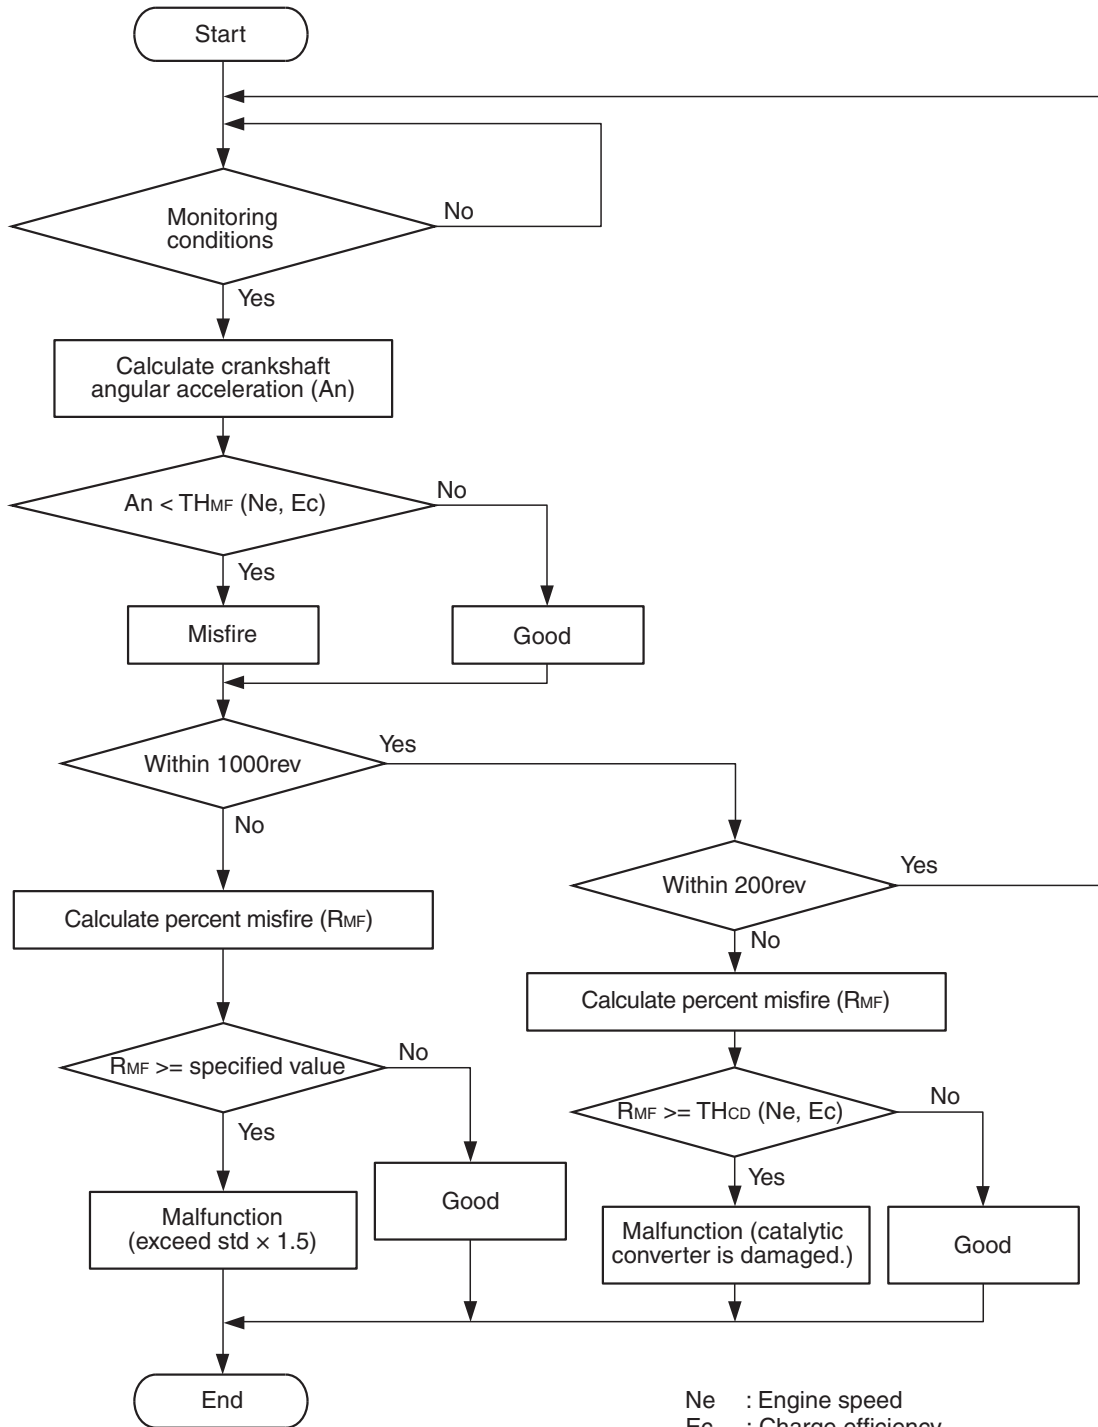 Start
Monitoring
conditions
No
Yes
Calculate crankshaft
angular acceleration (An)
An < THMF (Ne, Ec)
No
Yes
Misfire
Good
Within 1000rev
Yes
No
Within 200rev
Yes
No
Calculate percent misfire (RMF)
Calculate percent misfire (RMF)
RMF >= specified value
No
Yes
RMF >= THCD (Ne, Ec)
No
Yes
Malfunction
(exceed std × 1.5)
Good
Malfunction (catalytic
converter is damaged.)
Good
End
Ne : Engine speed
Ec : Charge efficiency